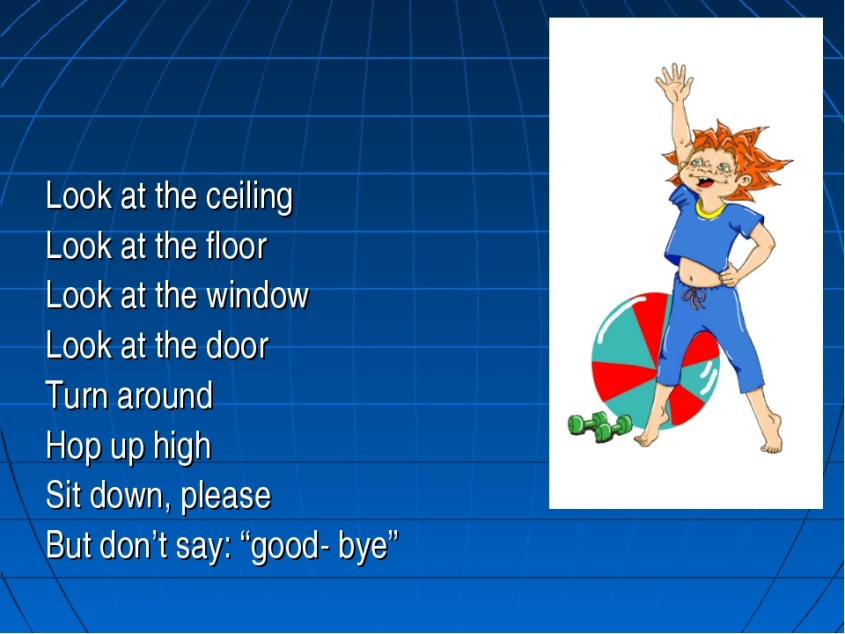 Look at the ceiling
Look at the floor
Look at the window
Look at the door
Turn around
Hop up high
Sit down, please
But don’t say: “good- bye”